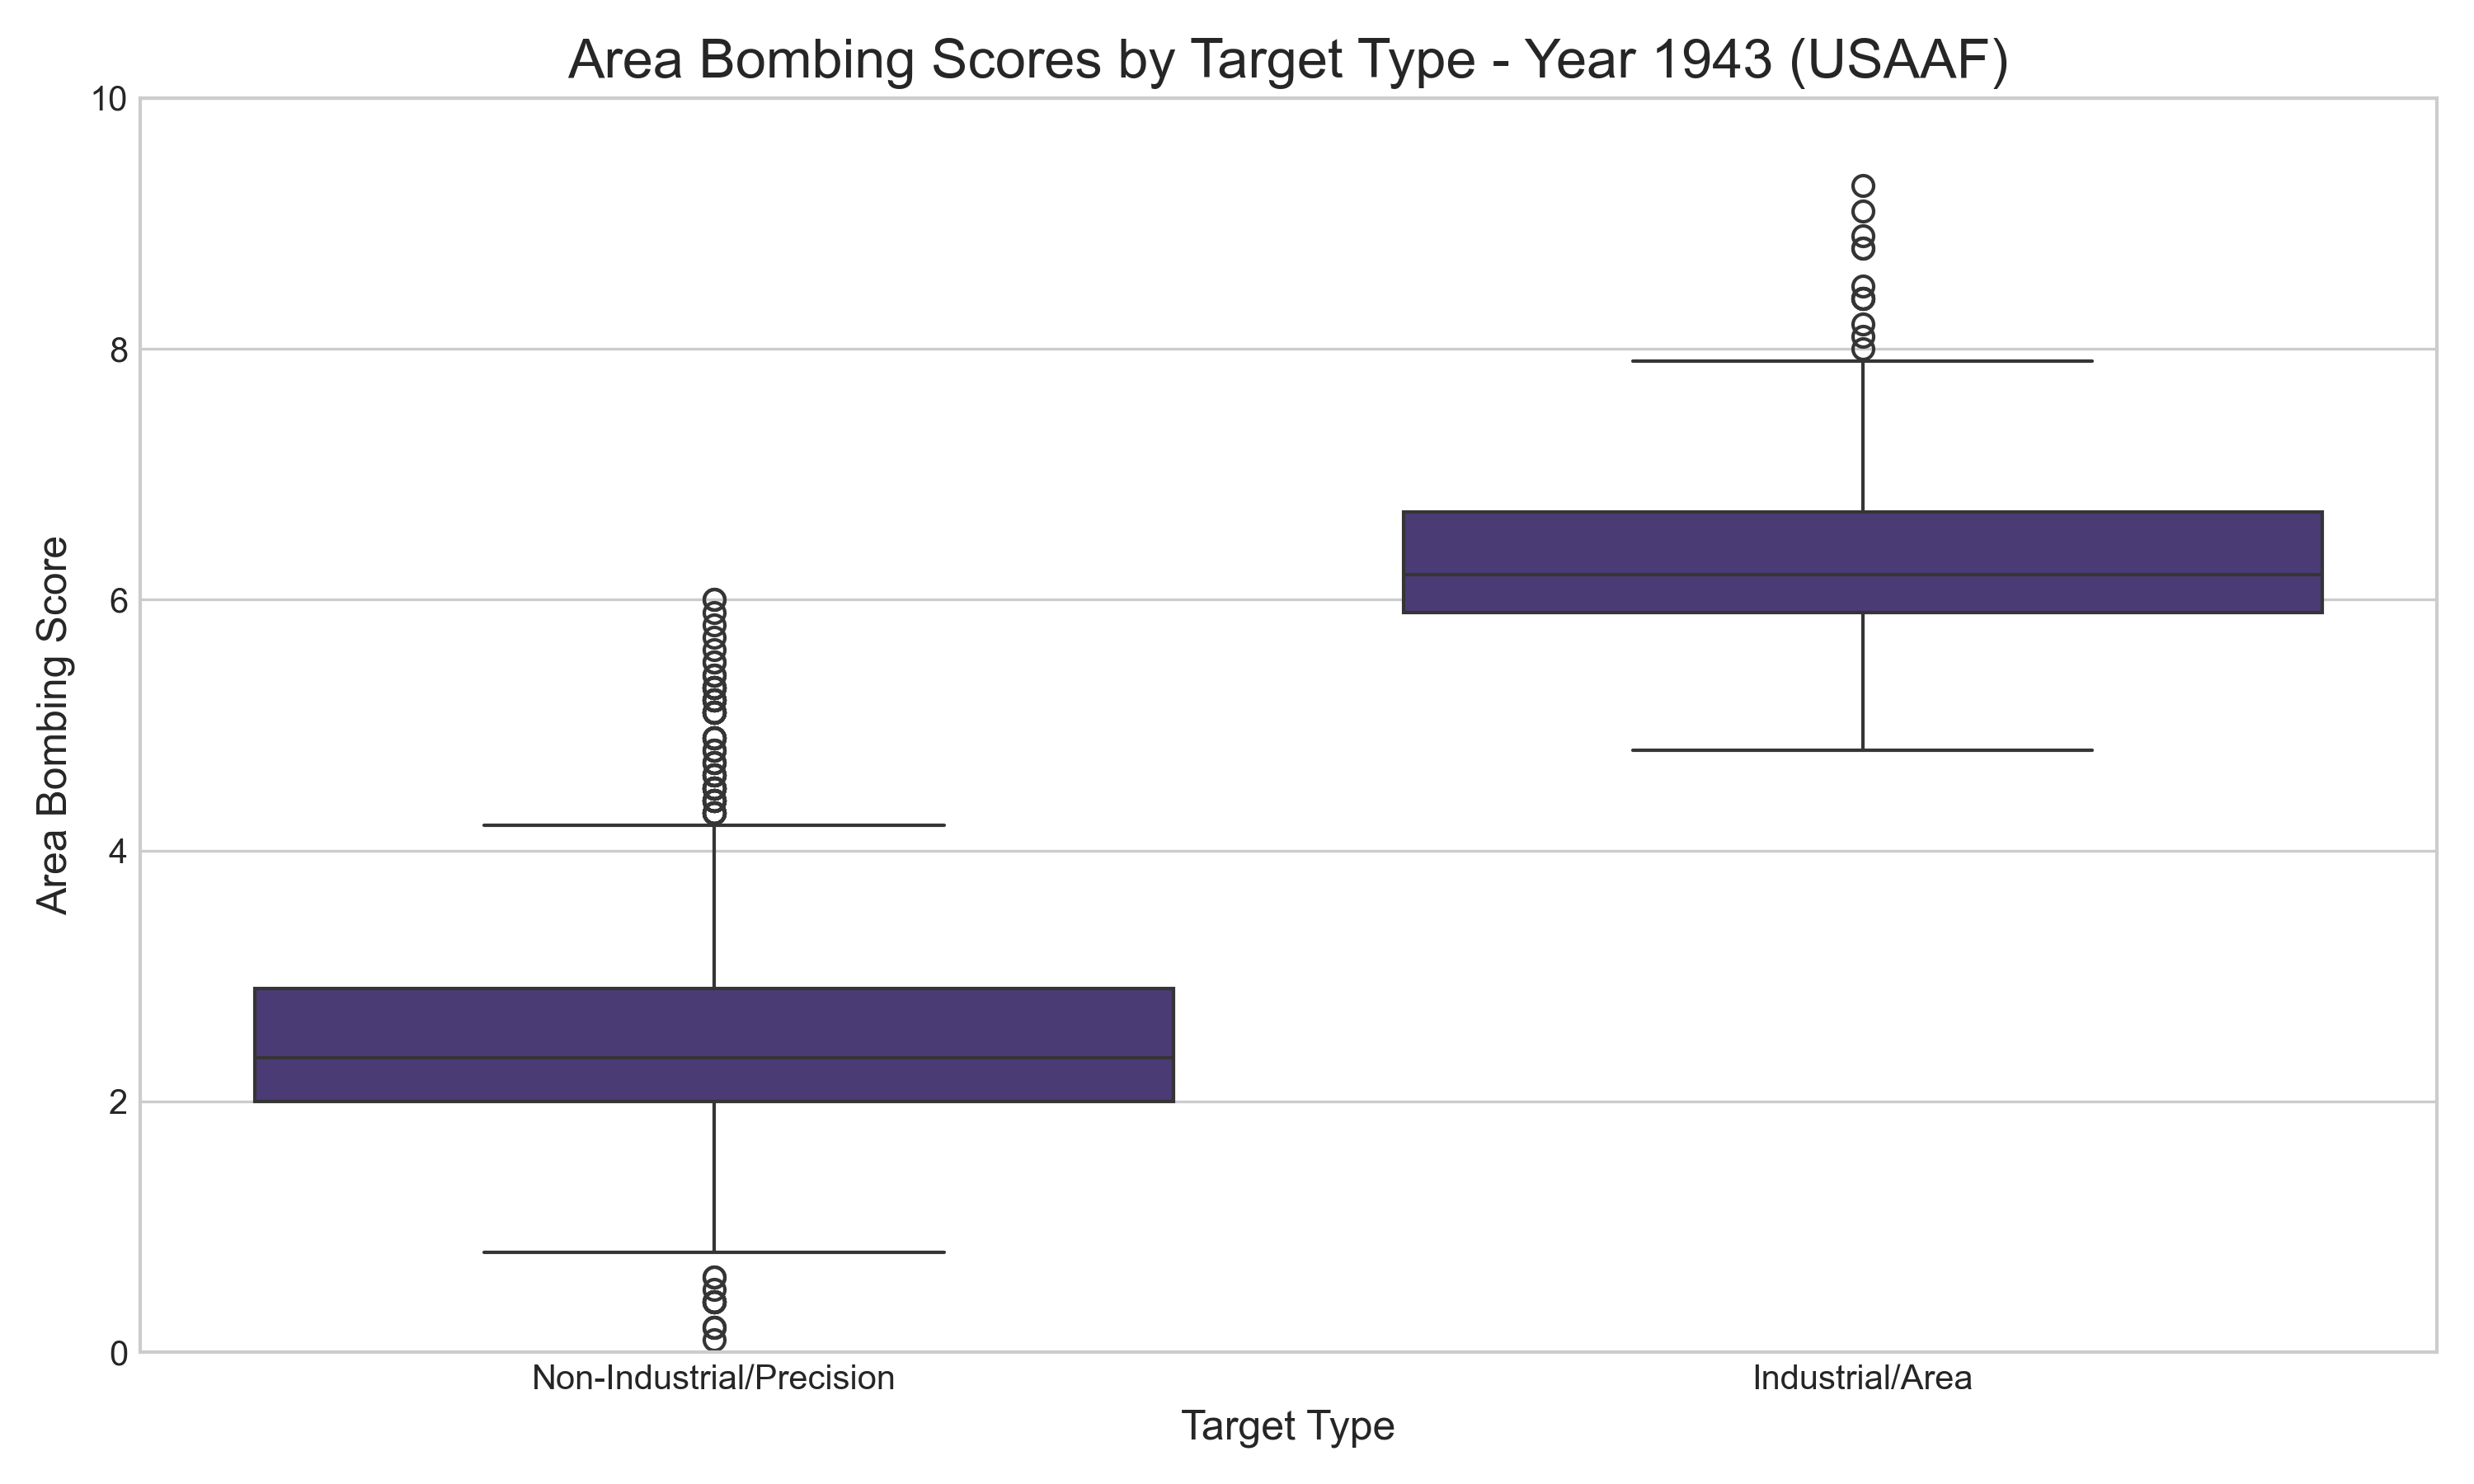 Area Bombing Scores by Target Type - Year 1943 (USAAF)
10
8
6
4
2
0
Area Bombing Score
Non-Industrial/Precision
Industrial/Area
Target Type